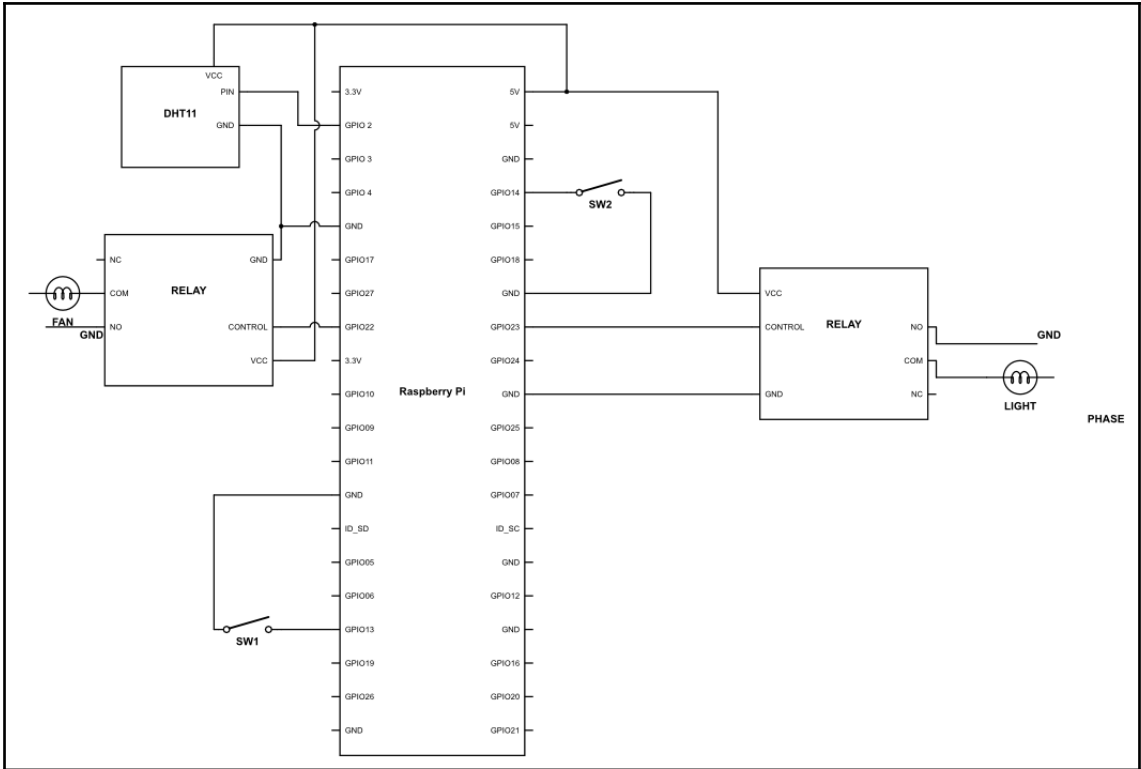 VCC
PIN
DHT11
GND
NC
GND
COM
RELAY
FAN
NO
GND
CONTROL
VCC
3.3V
GPIO 2
GPIO 3
GPIO 4
GND
GPIO17
GPIO27
GPIO22
3.3V
GPIO10
GPIO09
GPIO11
GND
ID_SD
GPIO05
GPIO06
GPIO13
GPIO19
GPIO26
GND
Raspberry Pi
5V
5V
GND
GPIO14
GPIO15
GPIO18
GND
GPIO23
GPIO24
GND
GPIO25
GPIO08
GPIO07
ID_SC
GND
GPIO12
GND
GPIO16
GPIO20
GPIO21
SW1
SW2
VCC
CONTROL
RELAY
NO
GND
COM
GND
NC
LIGHT
PHASE